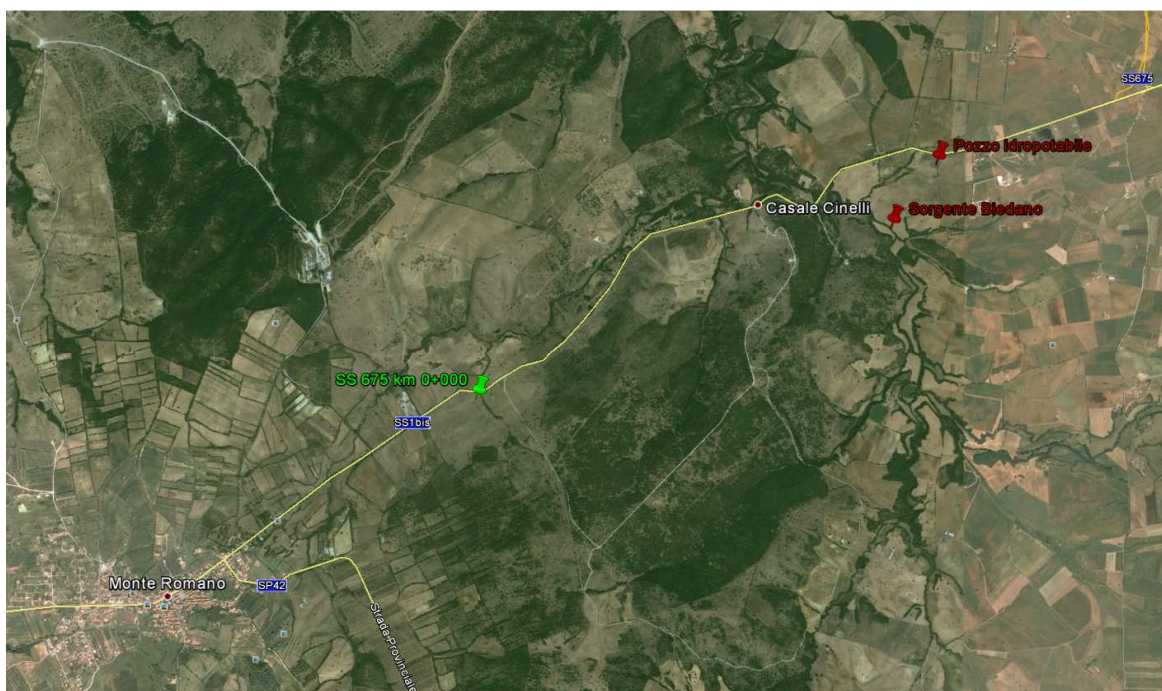 SS675
Pozzo Idropotabile
Casale Cinelli
Sorgente Biedano
SS 675 km 0+000
SS1bis
Monte Romano
SP42
Strada Provinciale